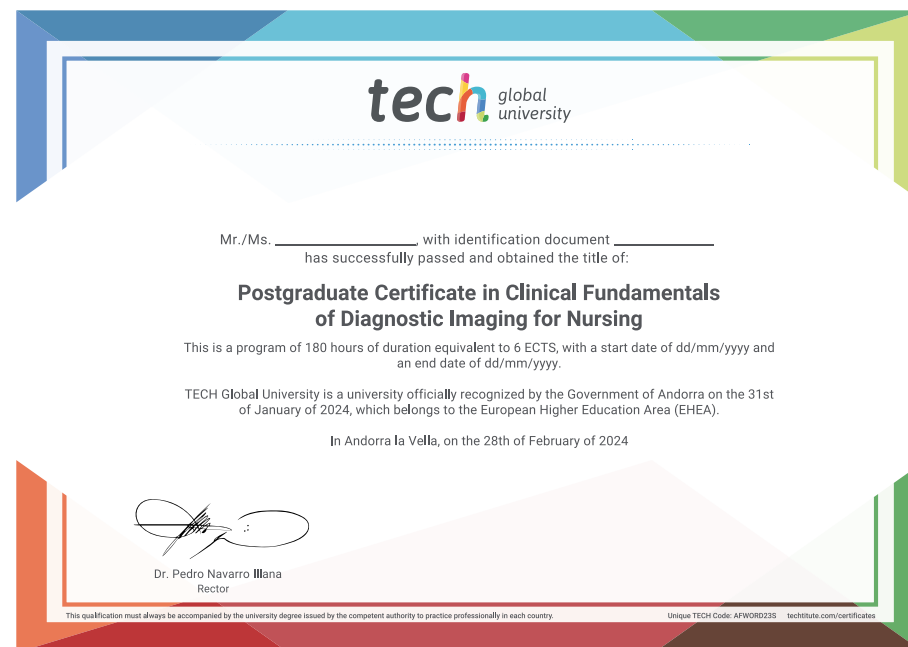 tech global university
Mr./Ms. ____________, with identification document ____________
has successfully passed and obtained the title of:
Postgraduate Certificate in Clinical Fundamentals
of Diagnostic Imaging for Nursing
This is a program of 180 hours of duration equivalent to 6 ECTS, with a start date of dd/mm/yyyy and
an end date of dd/mm/yyyy.
TECH Global University is a university officially recognized by the Government of Andorra on the 31st
of January of 2024, which belongs to the European Higher Education Area (EHEA).
In Andorra la Vella, on the 28th of February of 2024
Dr. Pedro Navarro Illana
Rector
This qualification must always be accompanied by the university degree issued by the competent authority to practice professionally in each country.
Unique TECH Code: AFWORD23S techtitute.com/certificates